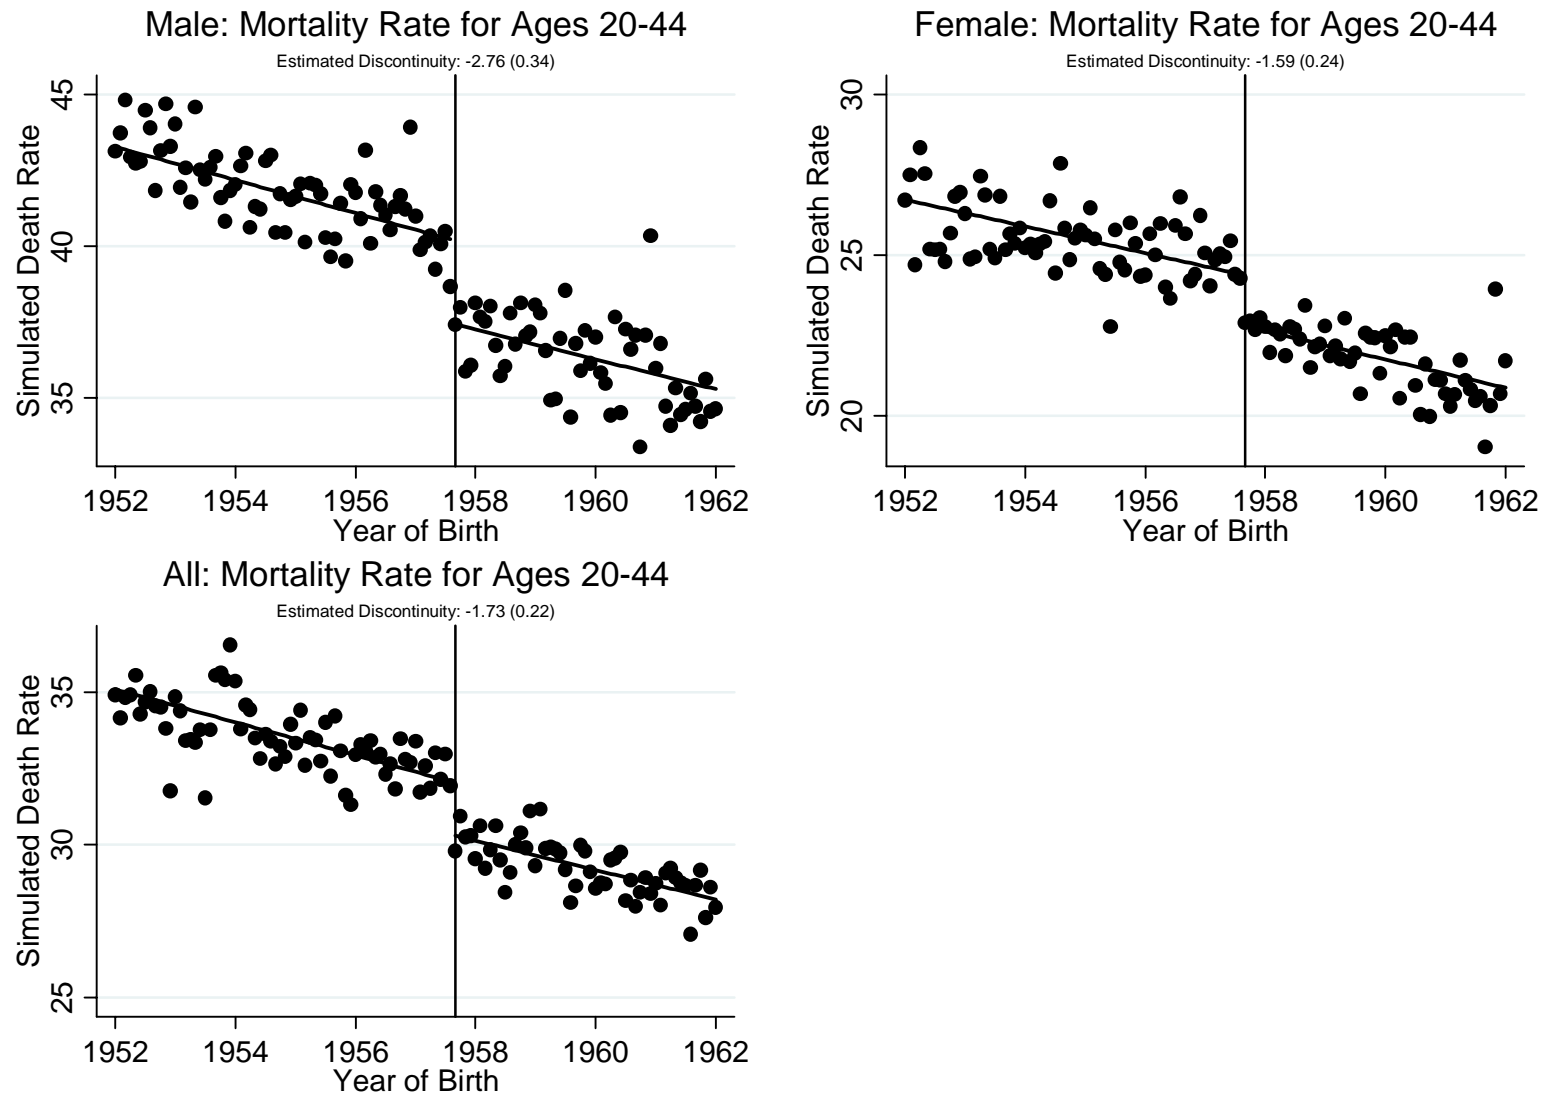 Male: Mortality Rate for Ages 20-44
Estimated Discontinuity: -2.76 (0.34)
Simulated Death Rate
45
40
35
1952 1954 1956 1958 1960 1962
Year of Birth
Female: Mortality Rate for Ages 20-44
Estimated Discontinuity: -1.59 (0.24)
Simulated Death Rate
30
25
20
1952 1954 1956 1958 1960 1962
Year of Birth
All: Mortality Rate for Ages 20-44
Estimated Discontinuity: -1.73 (0.22)
Simulated Death Rate
35
30
25
1952 1954 1956 1958 1960 1962
Year of Birth